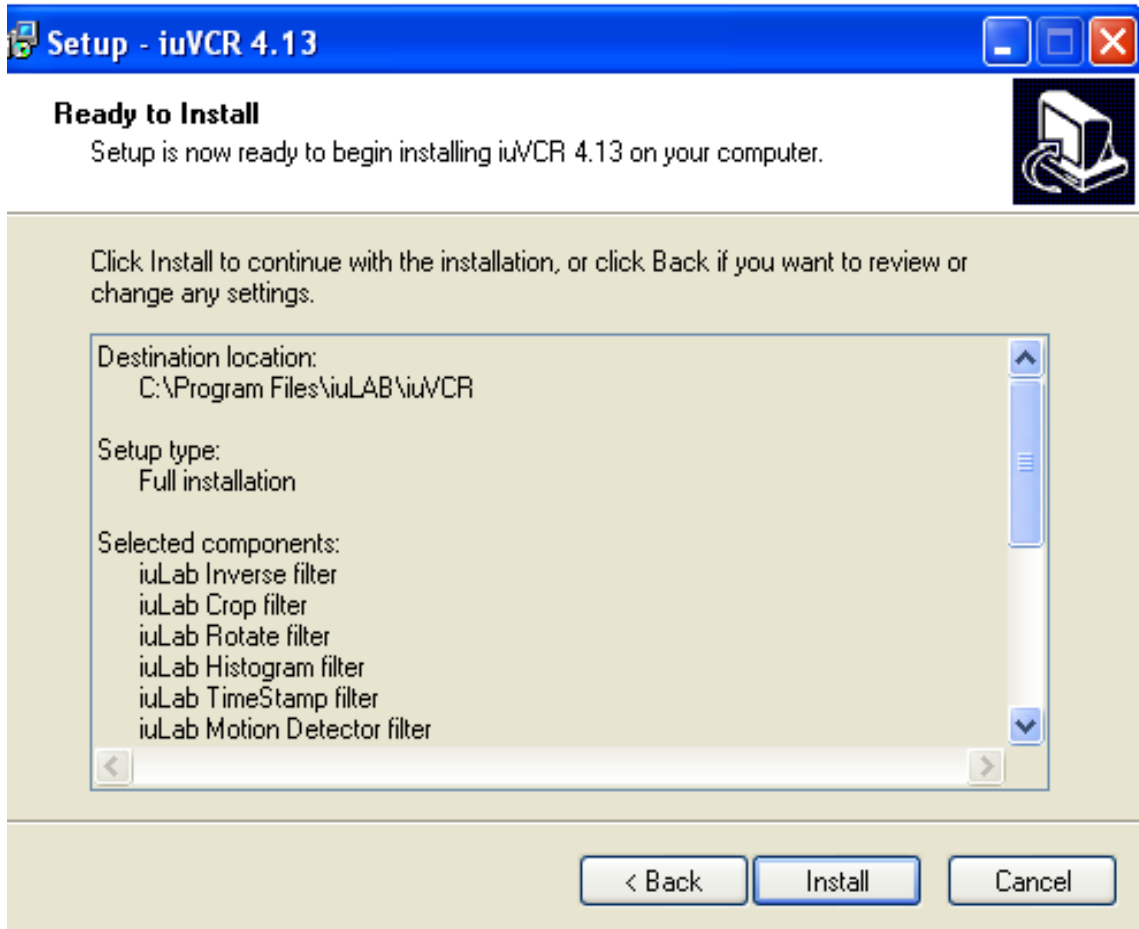 Setup - iuVCR 4.13
Ready to Install
Setup is now ready to begin installing iuVCR 4.13 on your computer.
Click Install to continue with the installation, or click Back if you want to review or
change any settings.
Destination location:
C:\Program Files\iuLAB\iuVCR
Setup type:
Full installation
Selected components:
iuLab Inverse filter
iuLab Crop filter
iuLab Rotate filter
iuLab Histogram filter
iuLab TimeStamp filter
iuLab Motion Detector filter
< Back
Install
Cancel